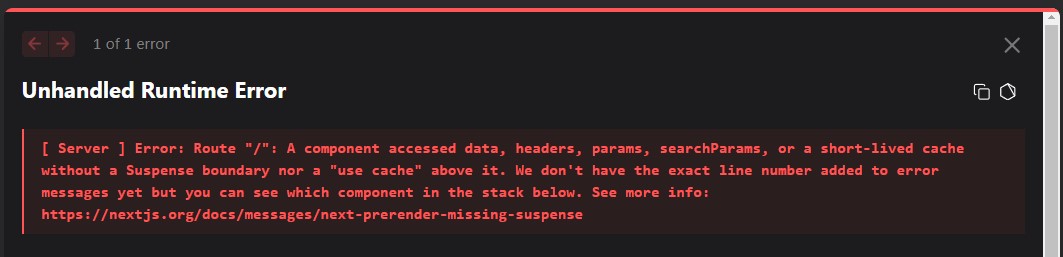 1 of 1 error
Unhandled Runtime Error
[ Server ] Error: Route "/": A component accessed data, headers, params, searchParams, or a short-lived cache
without a Suspense boundary nor a "use cache" above it. We don't have the exact line number added to error
messages yet but you can see which component in the stack below. See more info:
https://nextjs.org/docs/messages/next-prerender-missing-suspense